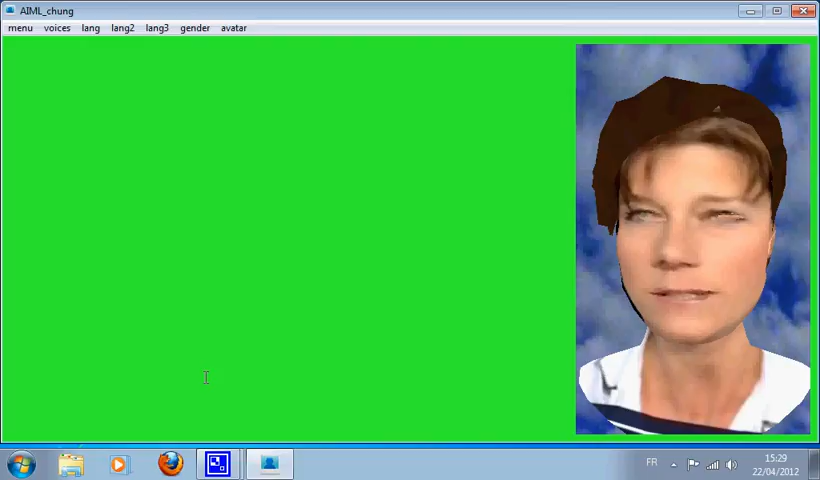 AIML_chung
menu voices lang lang2 lang3 gender avatar
FR
15:29
22/04/2012